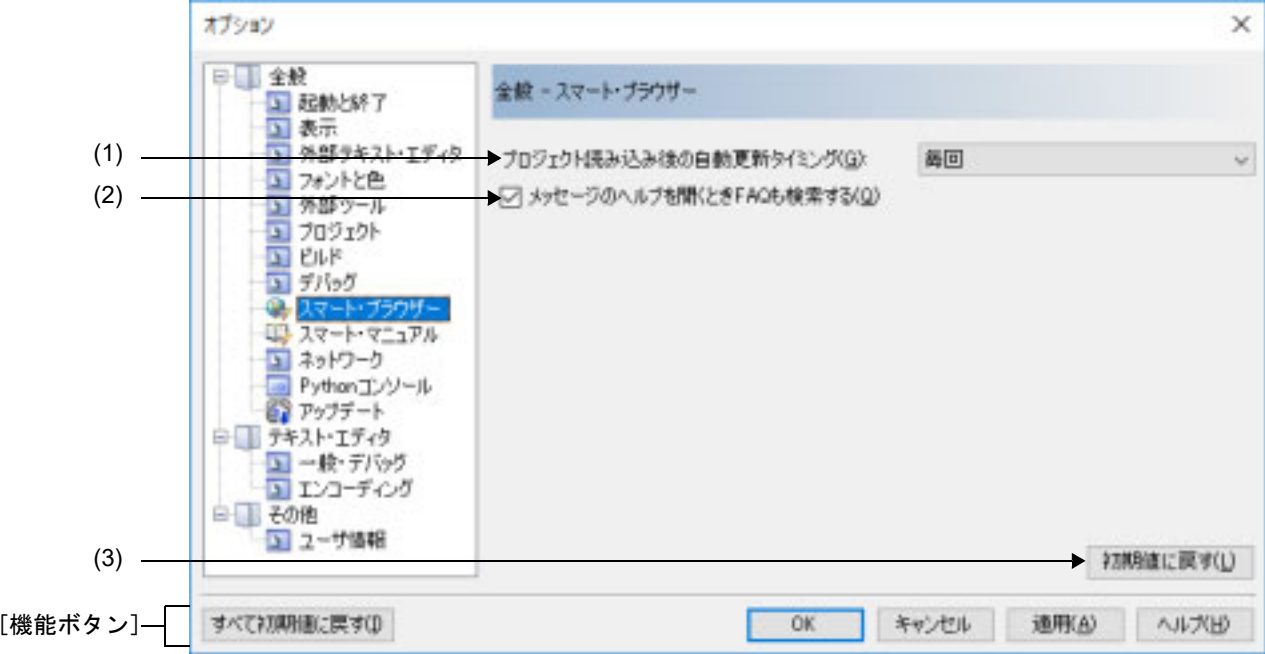 オプション
全般
起動と終了
表示
外部テキスト・エディタ
フォントと色
外部ツール
プロジェクト
ビルド
デバッグ
スマート・ブラウザー
スマート・マニュアル
ネットワーク
Pythonコンソール
アップデート
テキスト・エディタ
一般・デバッグ
エンコーディング
その他
ユーザ情報
全般 - スマート・ブラウザー
(1)
プロジェクト読み込み後の自動更新タイミング(G):
毎回
(2)
メッセージのヘルプを開くときFAQも検索する(Q)
(3)
初期値に戻す(L)
[機能ボタン]
すべて初期値に戻す(I)
OK
キャンセル
適用(A)
ヘルプ(H)